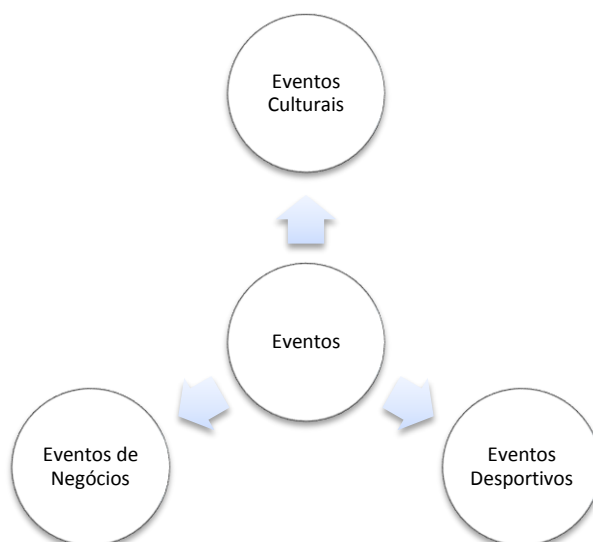 Eventos
Culturais
Eventos
Eventos de
Negócios
Eventos
Desportivos